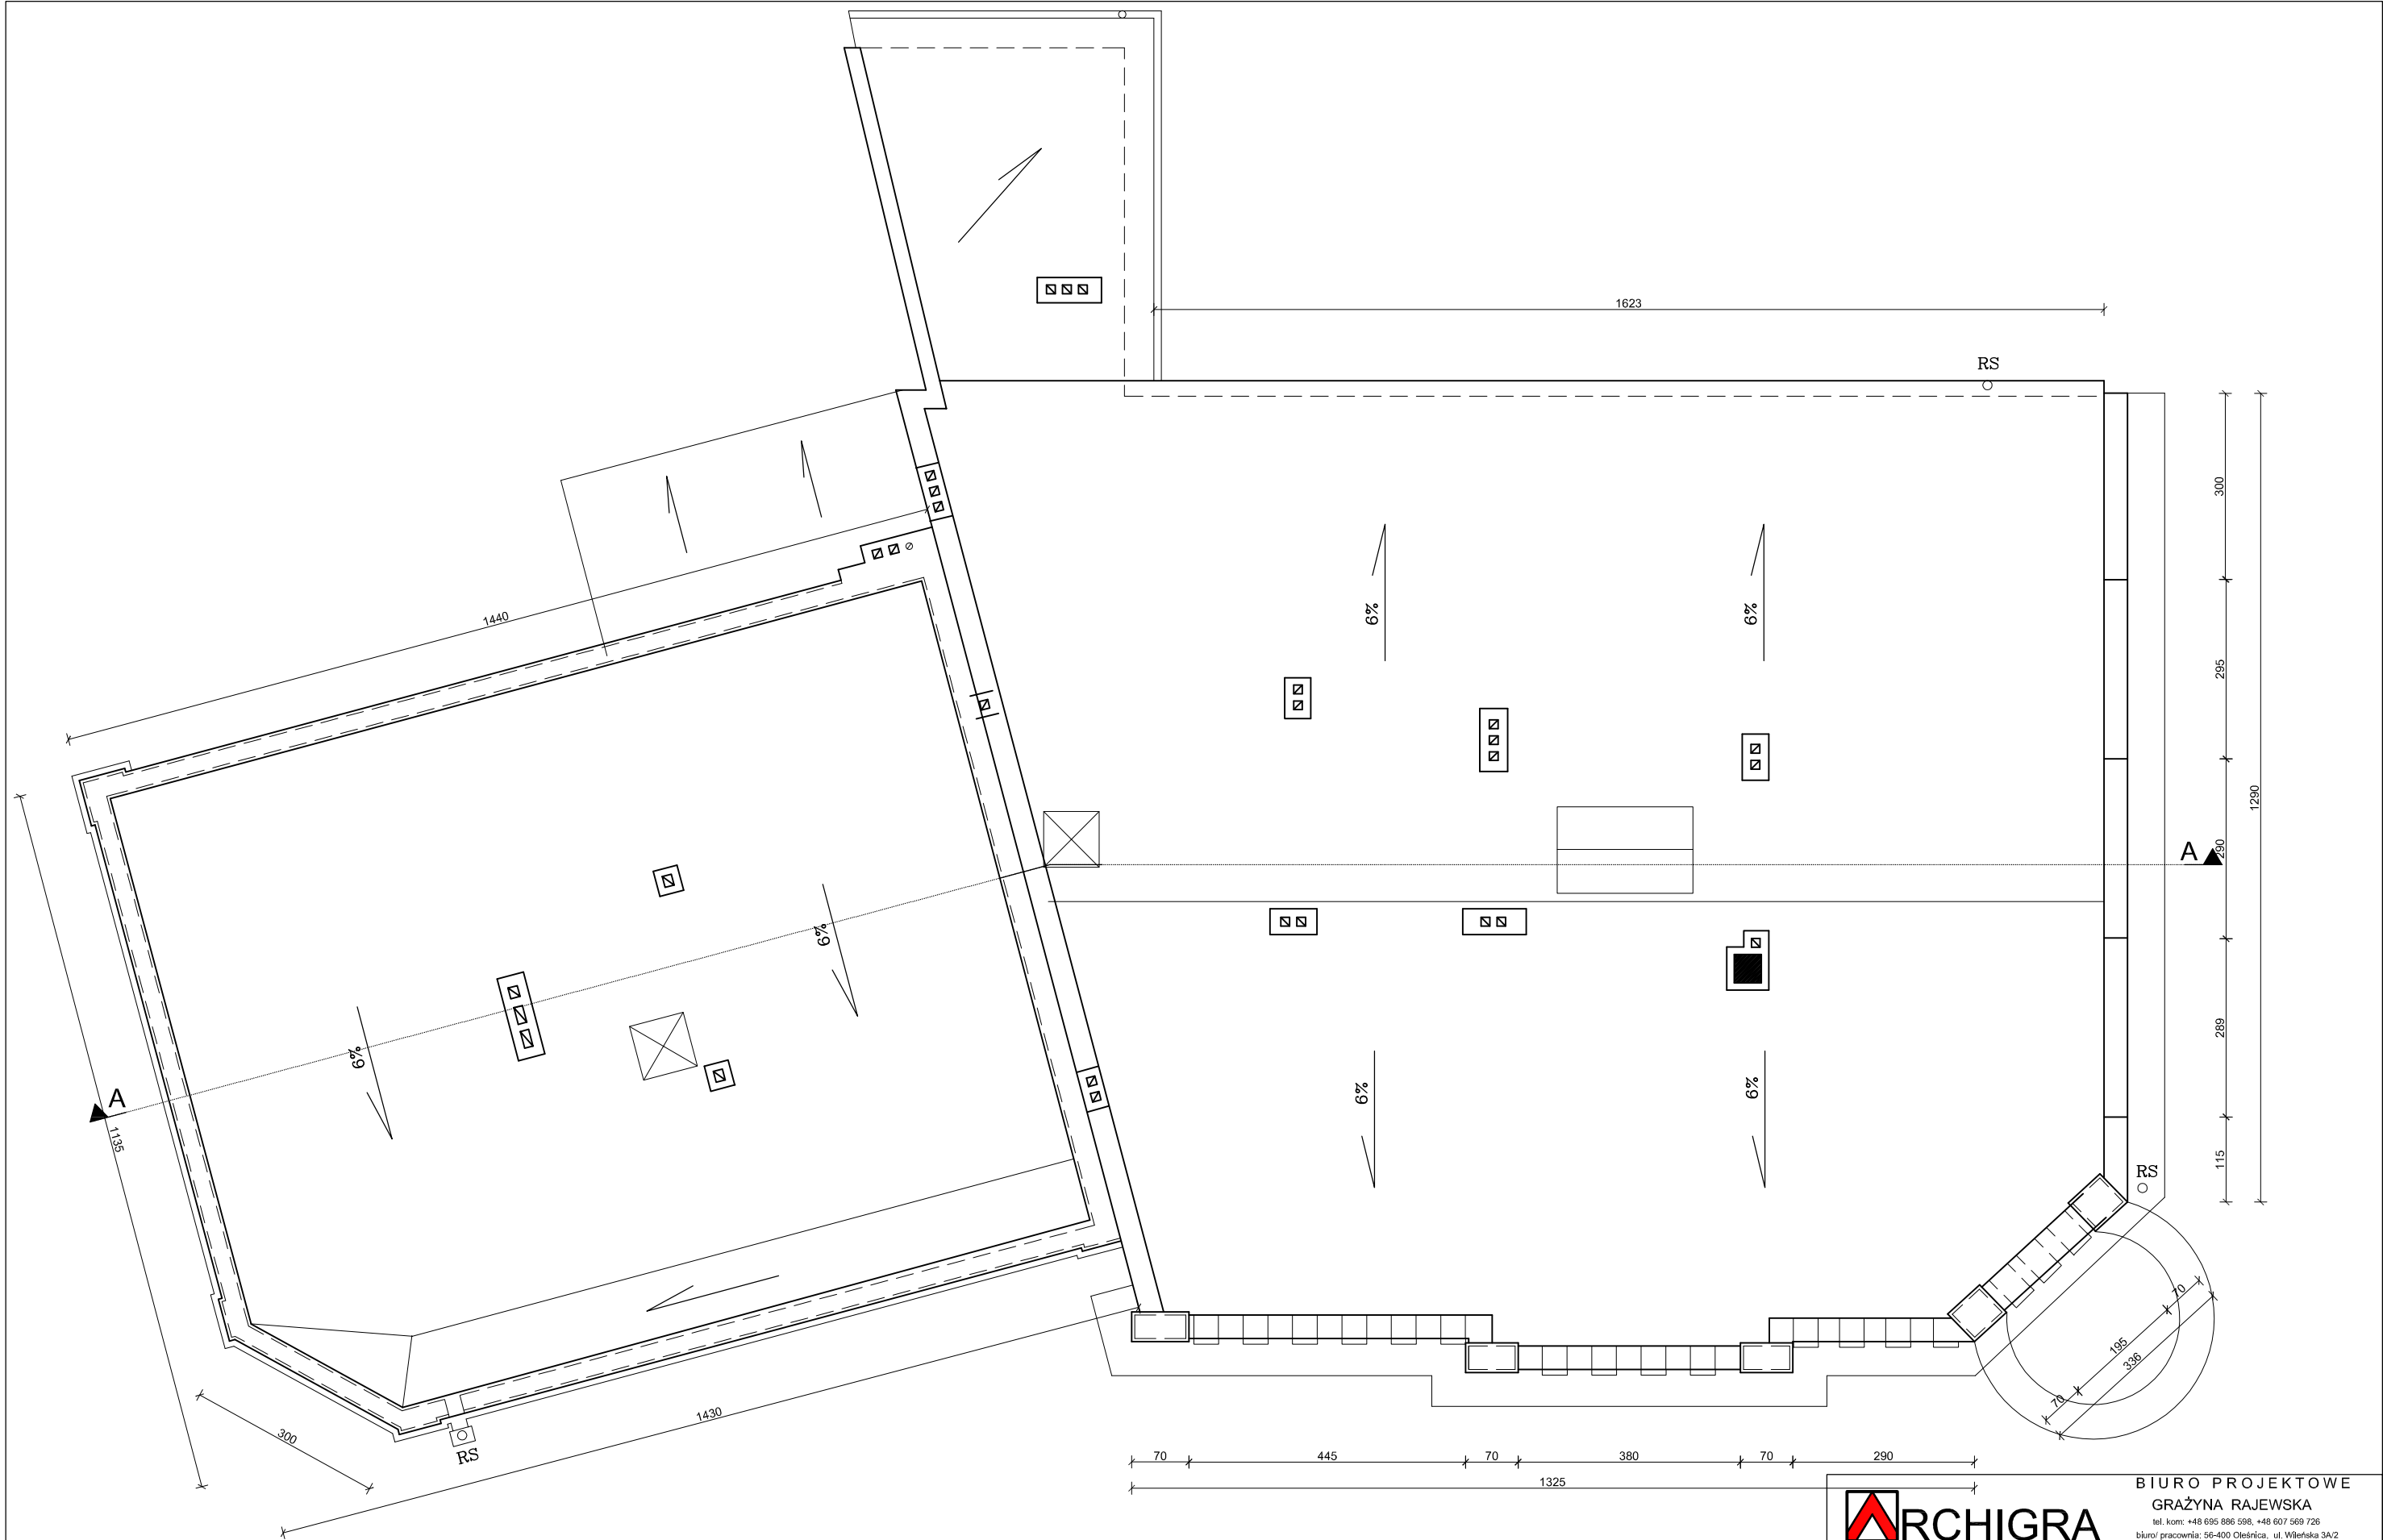 1623
RS
300
1440
6%
6%
295
1290
A
290
6%
6%
289
A
1135
6%
6%
115
RS
70
195
336
70
300
1430
RS
70
445
70
380
70
290
1325
BIURO PROJEKTOWE
GRAŻYNA RAJEWSKA
RCHIGRA
tel. kom: +48 695 886 598, +48 607 569 726
biuro/ pracownia: 56-400 Oleśnica, ul. Wileńska 3A/2